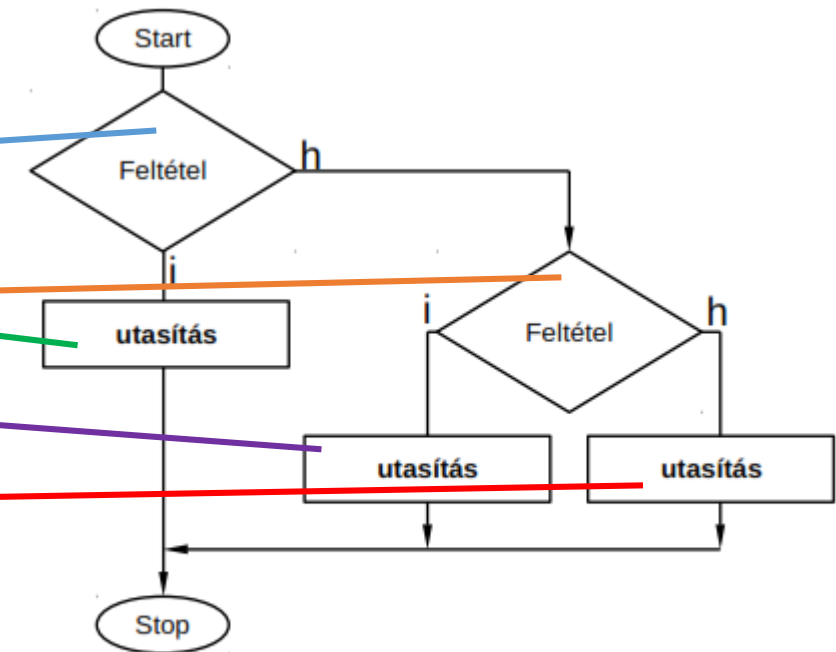 Start
Feltétel
h
i
utasítás
Feltétel
i
h
utasítás
utasítás
Stop